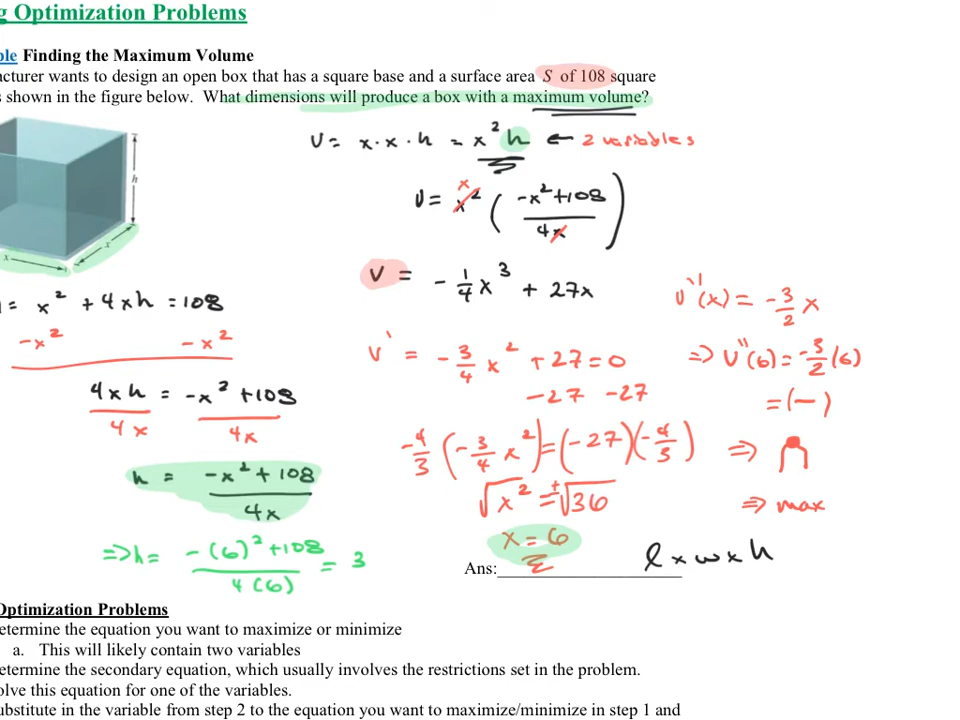 g Optimization Problems
ple Finding the Maximum Volume
acturer wants to design an open box that has a square base and a surface area S of 108 square
s shown in the figure below. What dimensions will produce a box with a maximum volume?
V = x·x·h = x²h ← 2 variables
h
x
x
V = x² x ( (-x²+108) / 4x )
V = -1/4 x³ + 27x
= x² + 4xh = 108
-x² -x²
4xh = -x² + 108
4x 4x
h = (-x² + 108) / 4x
⇒ h = (-(6)² + 108) / 4(6) = 3
V' = -3/4 x² + 27 = 0
-27 -27
-4/3 (-3/4 x²) = (-27)(-4/3)
√x² = ±√36
x = 6
V''(x) = -3/2 x
⇒ V''(6) = -3/2 (6)
= (-)
⇒ ∩
⇒ max
Ans:____________________
l x w x h
Optimization Problems
etermine the equation you want to maximize or minimize
a. This will likely contain two variables
etermine the secondary equation, which usually involves the restrictions set in the problem.
olve this equation for one of the variables.
ubstitute in the variable from step 2 to the equation you want to maximize/minimize in step 1 and